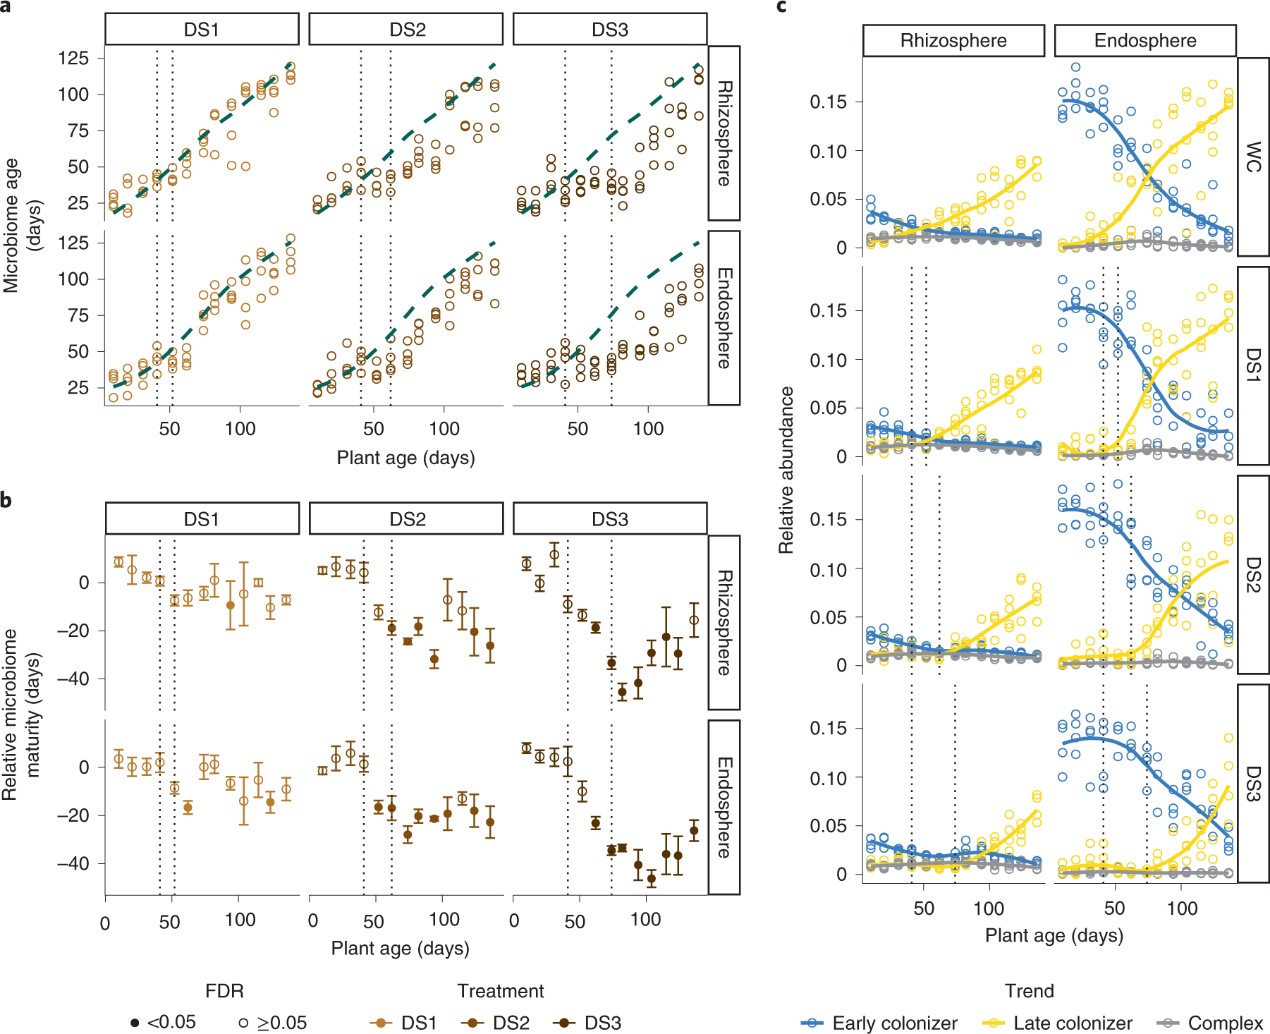 a
DS1 DS2 DS3
125
100
75
50
25
Rhizosphere
125
100
75
50
25
Endosphere
Microbiome age
(days)
50 100 50 100 50 100
Plant age (days)
b
DS1 DS2 DS3
0
−20
−40
Rhizosphere
0
−20
−40
Endosphere
Relative microbiome
maturity (days)
0 50 100 0 50 100 0 50 100
Plant age (days)
FDR
<0.05 ≥0.05
Treatment
DS1 DS2 DS3
c
Rhizosphere Endosphere
0.15
0.10
0.05
0
WC
0.15
0.10
0.05
0
DS1
0.15
0.10
0.05
0
DS2
0.15
0.10
0.05
0
DS3
Relative abundance
50 100 50 100
Plant age (days)
Trend
Early colonizer Late colonizer Complex